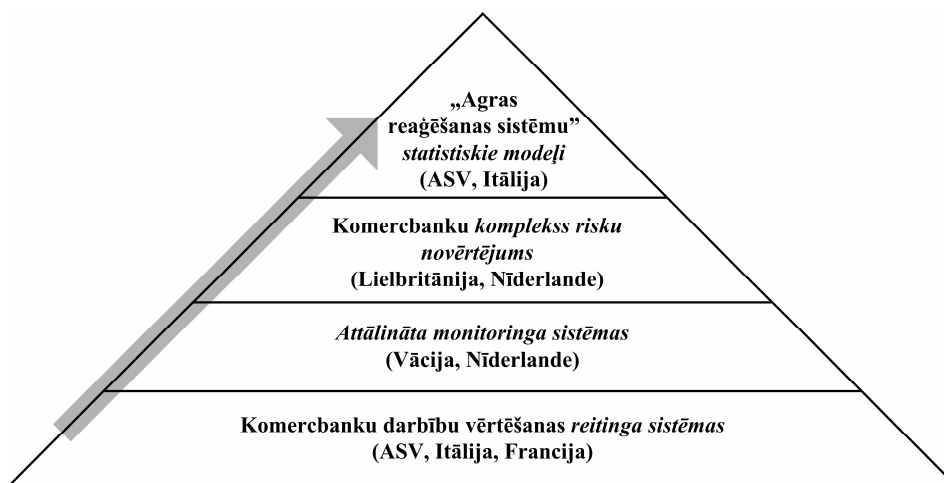 „Agras
reaģēšanas sistēmu”
statistiskie modeļi
(ASV, Itālija)
Komercbanku komplekss risku
novērtējums
(Lielbritānija, Nīderlande)
Attālināta monitoringa sistēmas
(Vācija, Nīderlande)
Komercbanku darbību vērtēšanas reitinga sistēmas
(ASV, Itālija, Francija)